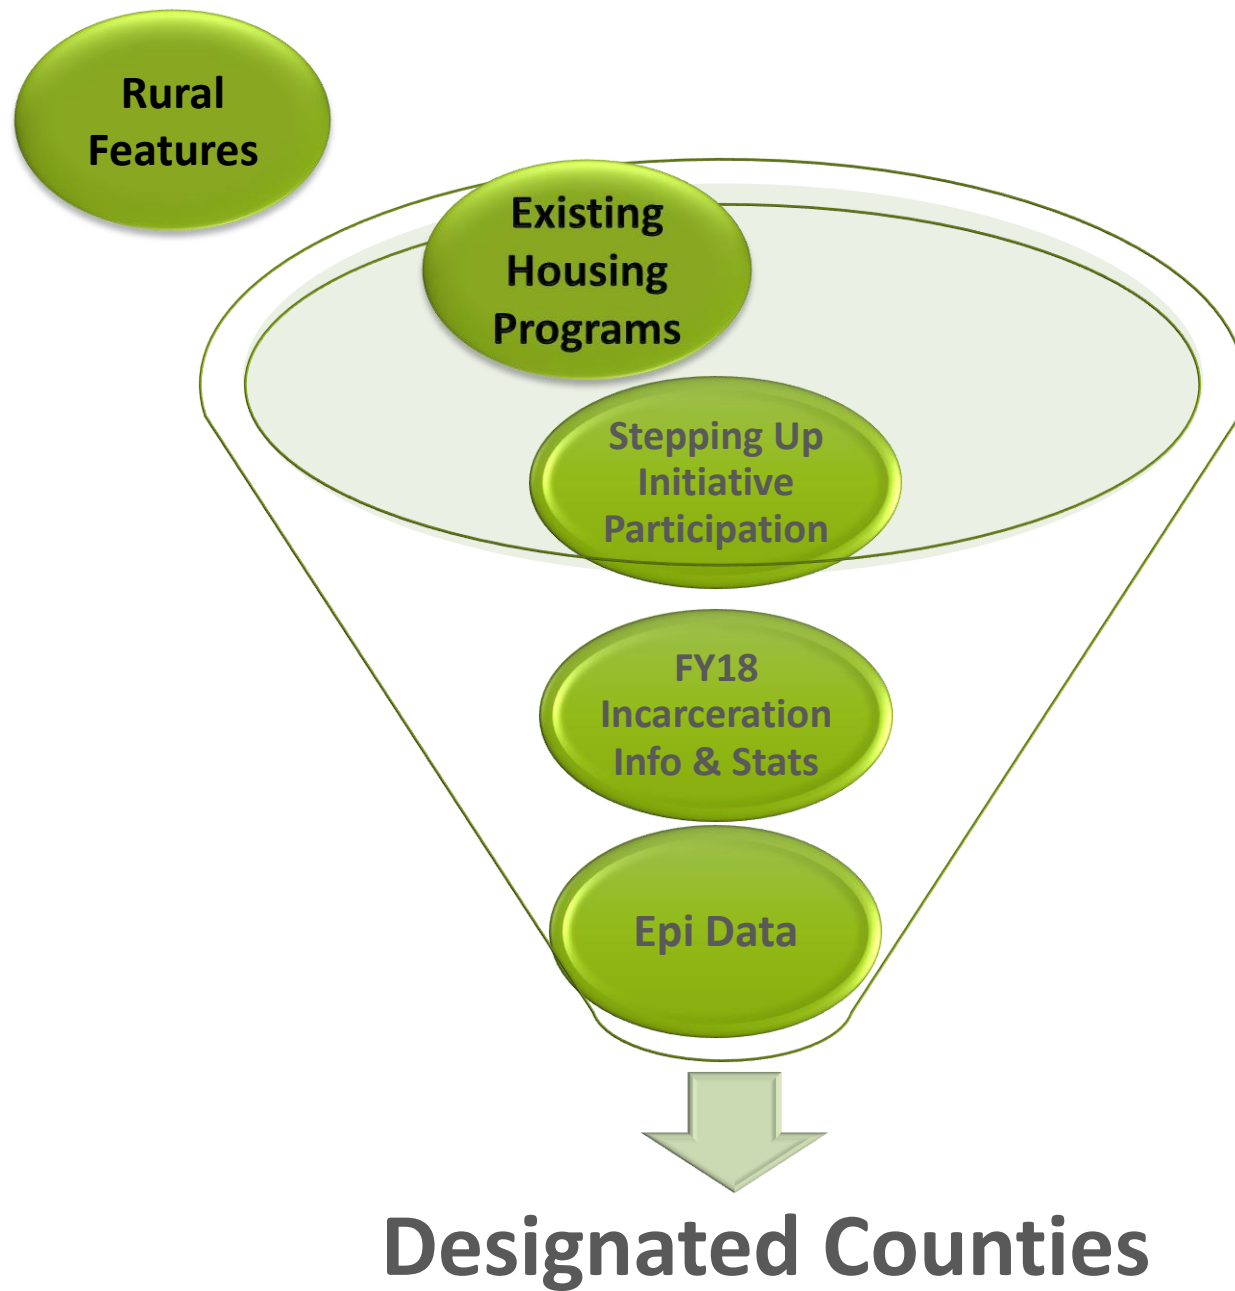 Rural
Features
Existing
Housing
Programs
Stepping Up
Initiative
Participation
FY18
Incarceration
Info & Stats
Epi Data
Designated Counties